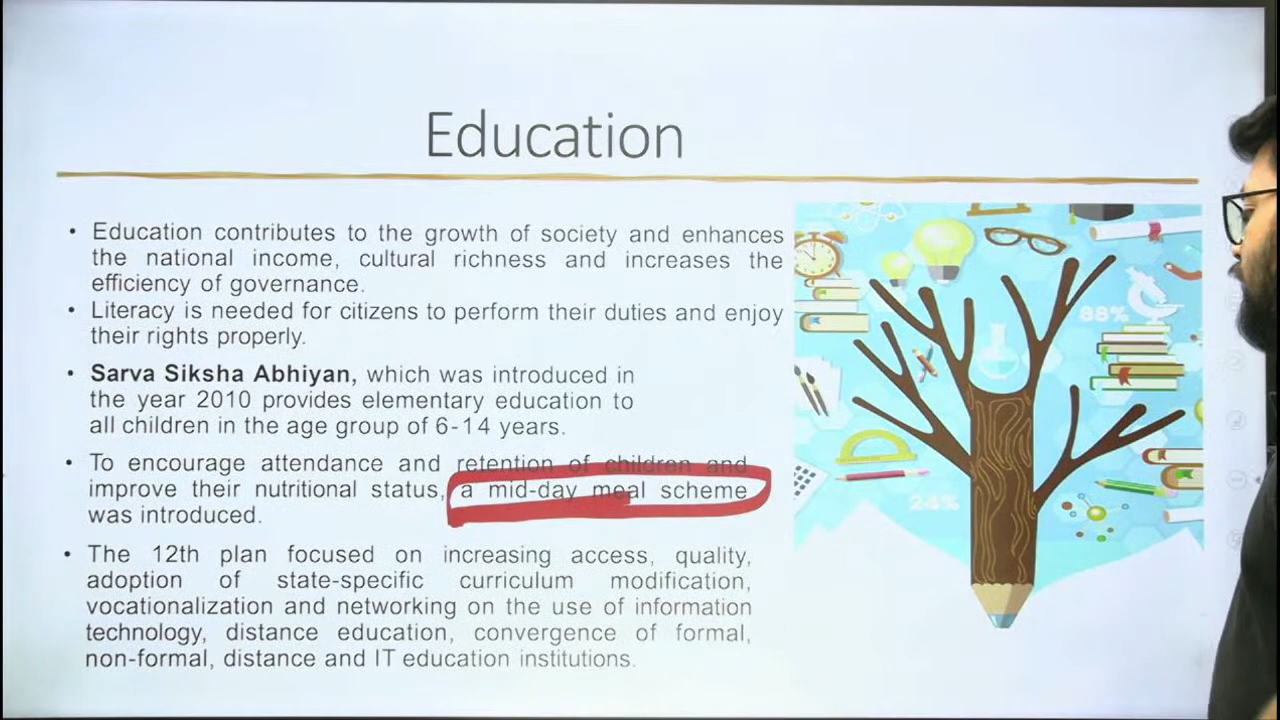 Education
• Education contributes to the growth of society and enhances
the national income, cultural richness and increases the
efficiency of governance.
• Literacy is needed for citizens to perform their duties and enjoy
their rights properly.
• Sarva Siksha Abhiyan, which was introduced in
the year 2010 provides elementary education to
all children in the age group of 6-14 years.
• To encourage attendance and retention of children and
improve their nutritional status, a mid-day meal scheme
was introduced.
• The 12th plan focused on increasing access, quality,
adoption of state-specific curriculum modification,
vocationalization and networking on the use of information
technology, distance education, convergence of formal,
non-formal, distance and IT education institutions.
88%
24%